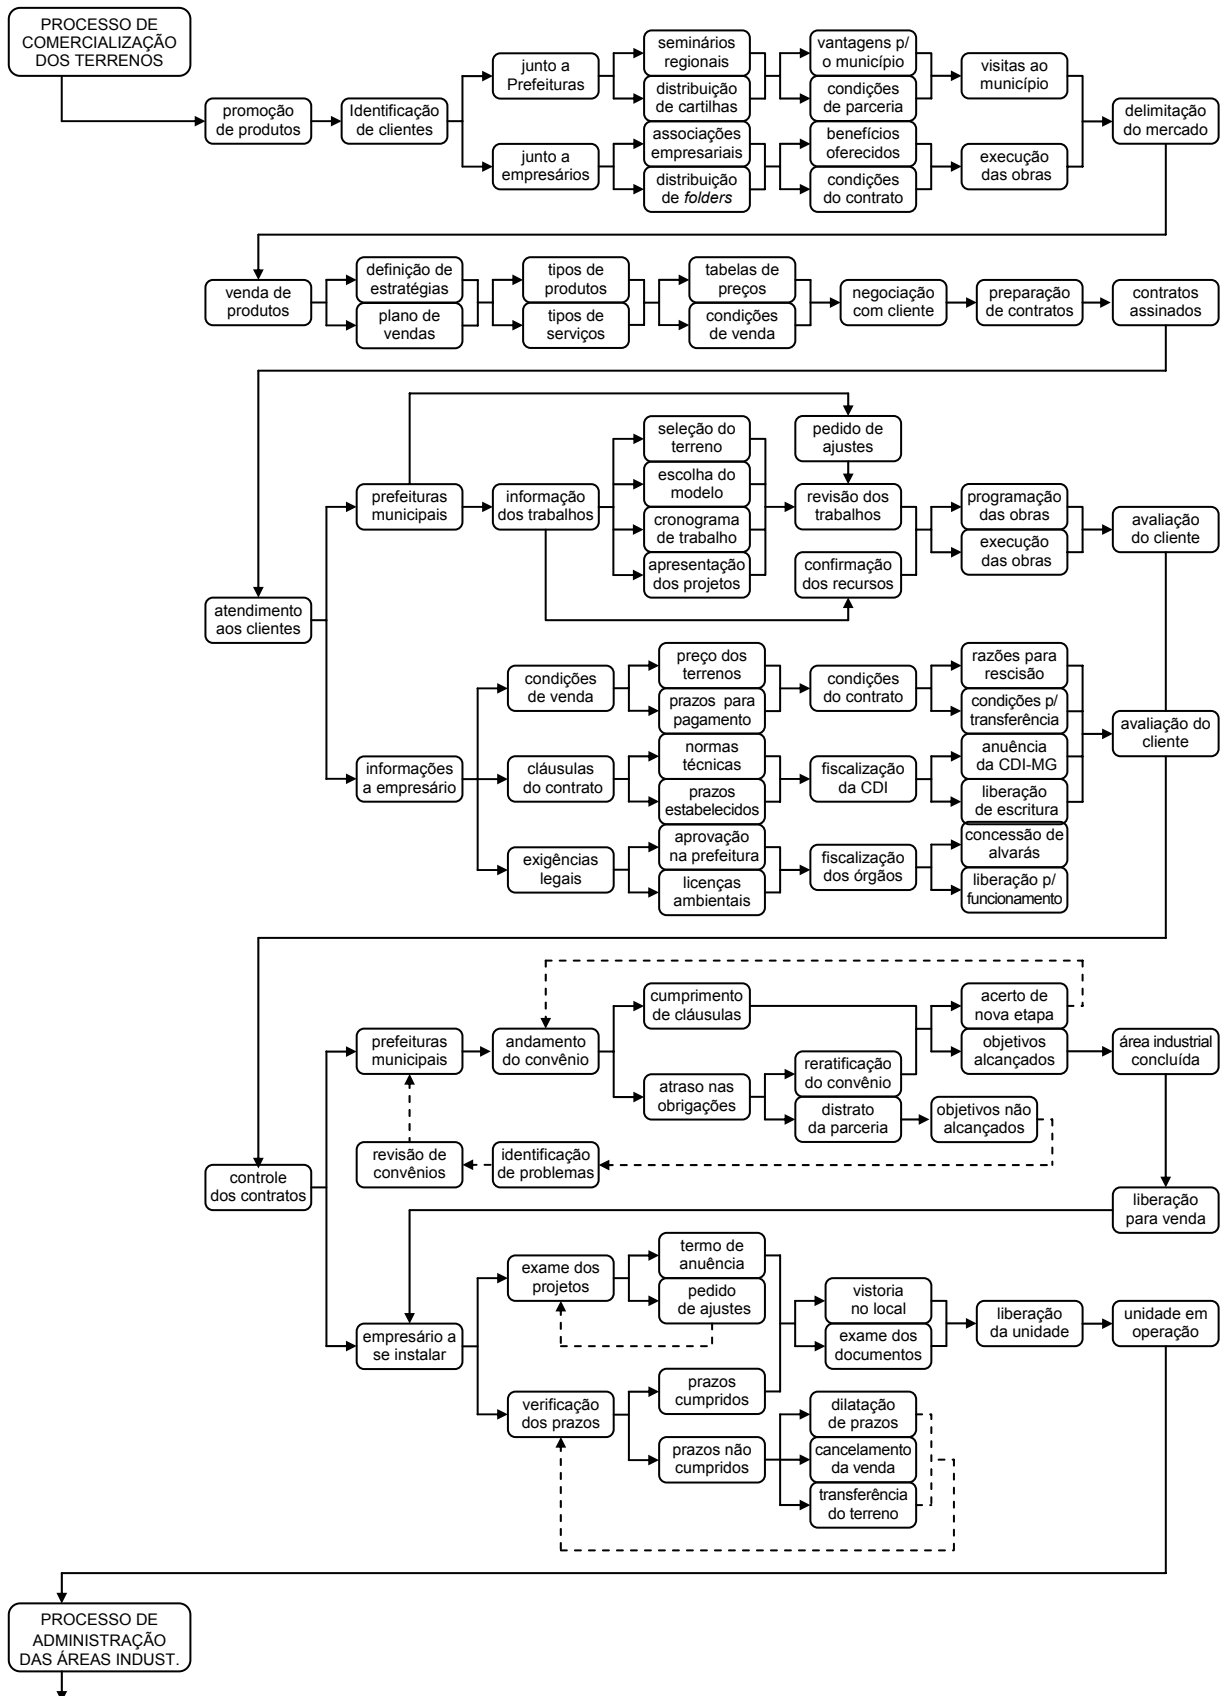 PROCESSO DE
COMERCIALIZAÇÃO
DOS TERRENOS
promoção
de produtos
Identificação
de clientes
junto a
Prefeituras
junto a
empresários
seminários
regionais
distribuição
de cartilhas
associações
empresariais
distribuição
de folders
vantagens p/
o município
condições
de parceria
benefícios
oferecidos
condições
do contrato
visitas ao
município
execução
das obras
delimitação
do mercado
venda de
produtos
definição de
estratégias
plano de
vendas
tipos de
produtos
tipos de
serviços
tabelas de
preços
condições
de venda
negociação
com cliente
preparação
de contratos
contratos
assinados
atendimento
aos clientes
prefeituras
municipais
informação
dos trabalhos
seleção do
terreno
escolha do
modelo
cronograma
de trabalho
apresentação
dos projetos
pedido de
ajustes
revisão dos
trabalhos
confirmação
dos recursos
programação
das obras
execução
das obras
avaliação
do cliente
informações
a empresário
condições
de venda
cláusulas
do contrato
exigências
legais
preço dos
terrenos
prazos para
pagamento
normas
técnicas
prazos
estabelecidos
aprovação
na prefeitura
licenças
ambientais
condições
do contrato
fiscalização
da CDI
fiscalização
dos órgãos
razões para
rescisão
condições p/
transferência
anuência
da CDI-MG
liberação
de escritura
concessão de
alvarás
liberação p/
funcionamento
avaliação do
cliente
controle
dos contratos
prefeituras
municipais
andamento
do convênio
cumprimento
de cláusulas
atraso nas
obrigações
reratificação
do convênio
distrato
da parceria
acerto de
nova etapa
objetivos
alcançados
objetivos não
alcançados
área industrial
concluída
revisão de
convênios
identificação
de problemas
liberação
para venda
empresário a
se instalar
exame dos
projetos
verificação
dos prazos
termo de
anuência
pedido
de ajustes
prazos
cumpridos
prazos não
cumpridos
vistoria
no local
exame dos
documentos
dilatação
de prazos
cancelamento
da venda
transferência
do terreno
liberação
da unidade
unidade em
operação
PROCESSO DE
ADMINISTRAÇÃO
DAS ÁREAS INDUST.